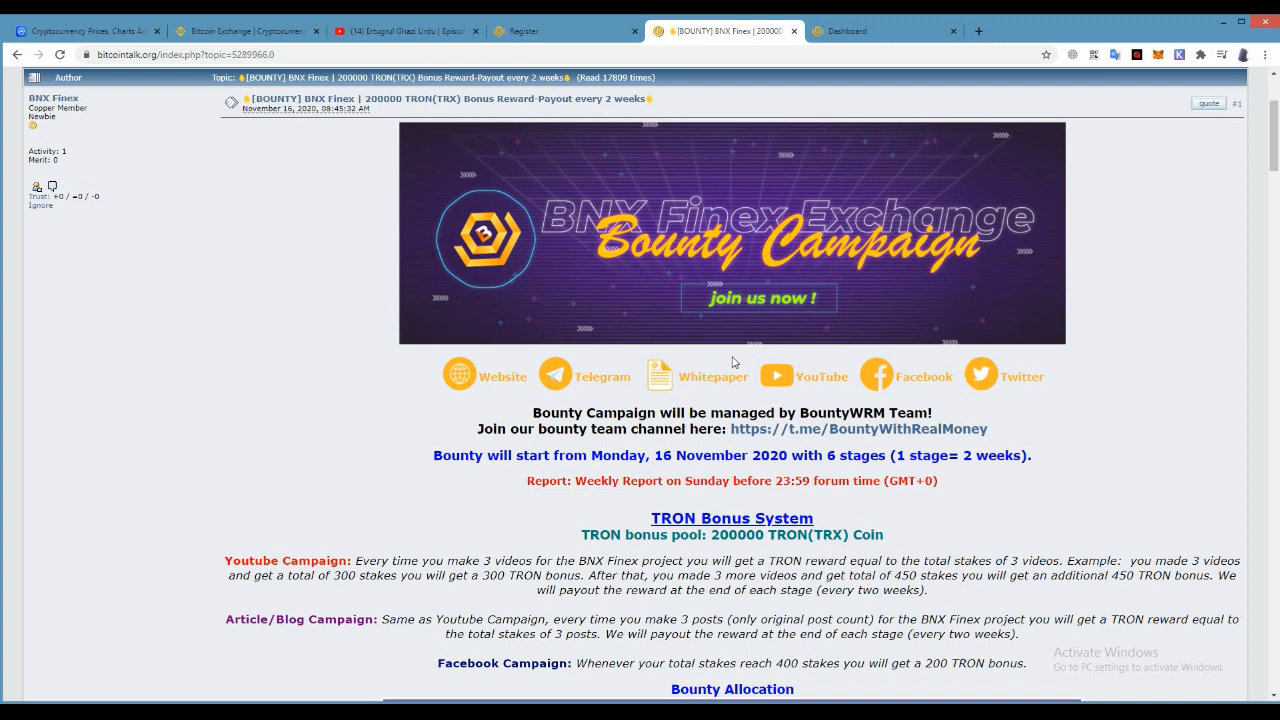 Cryptocurrency Prices, Charts An
Bitcoin Exchange | Cryptocurren
(14) Ertugrul Ghazi Urdu | Episod
Register
[BOUNTY] BNX Finex | 200000
Dashboard
bitcointalk.org/index.php?topic=5289966.0
Author
Topic: [BOUNTY] BNX Finex | 200000 TRON(TRX) Bonus Reward-Payout every 2 weeks (Read 17809 times)
BNX Finex
Copper Member
Newbie
Activity: 1
Merit: 0
Trust: +0 / =0 / -0
Ignore
[BOUNTY] BNX Finex | 200000 TRON(TRX) Bonus Reward-Payout every 2 weeks
November 16, 2020, 08:45:32 AM
quote
#1
BNX Finex Exchange
Bounty Campaign
join us now !
Website
Telegram
Whitepaper
YouTube
Facebook
Twitter
Bounty Campaign will be managed by BountyWRM Team!
Join our bounty team channel here: https://t.me/BountyWithRealMoney
Bounty will start from Monday, 16 November 2020 with 6 stages (1 stage= 2 weeks).
Report: Weekly Report on Sunday before 23:59 forum time (GMT+0)
TRON Bonus System
TRON bonus pool: 200000 TRON(TRX) Coin
Youtube Campaign: Every time you make 3 videos for the BNX Finex project you will get a TRON reward equal to the total stakes of 3 videos. Example: you made 3 videos
and get a total of 300 stakes you will get a 300 TRON bonus. After that, you made 3 more videos and get total of 450 stakes you will get an additional 450 TRON bonus. We
will payout the reward at the end of each stage (every two weeks).
Article/Blog Campaign: Same as Youtube Campaign, every time you make 3 posts (only original post count) for the BNX Finex project you will get a TRON reward equal to
the total stakes of 3 posts. We will payout the reward at the end of each stage (every two weeks).
Facebook Campaign: Whenever your total stakes reach 400 stakes you will get a 200 TRON bonus.
Activate Windows
Go to PC settings to activate Windows.
Bounty Allocation